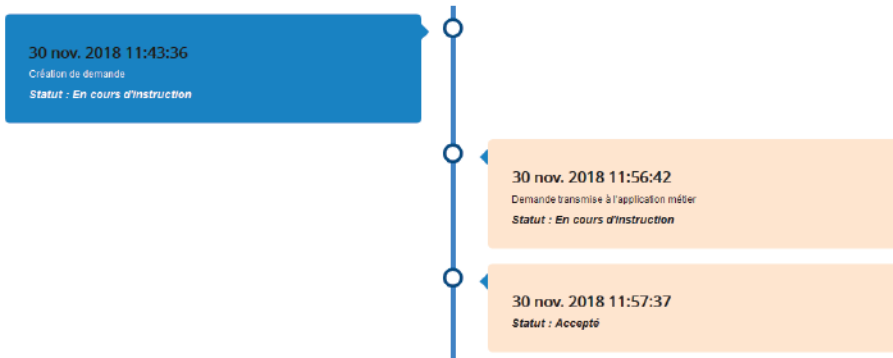 30 nov. 2018 11:43:36
Création de demande
Statut : En cours d'instruction
30 nov. 2018 11:56:42
Demande transmise à l'application métier
Statut : En cours d'instruction
30 nov. 2018 11:57:37
Statut : Accepté